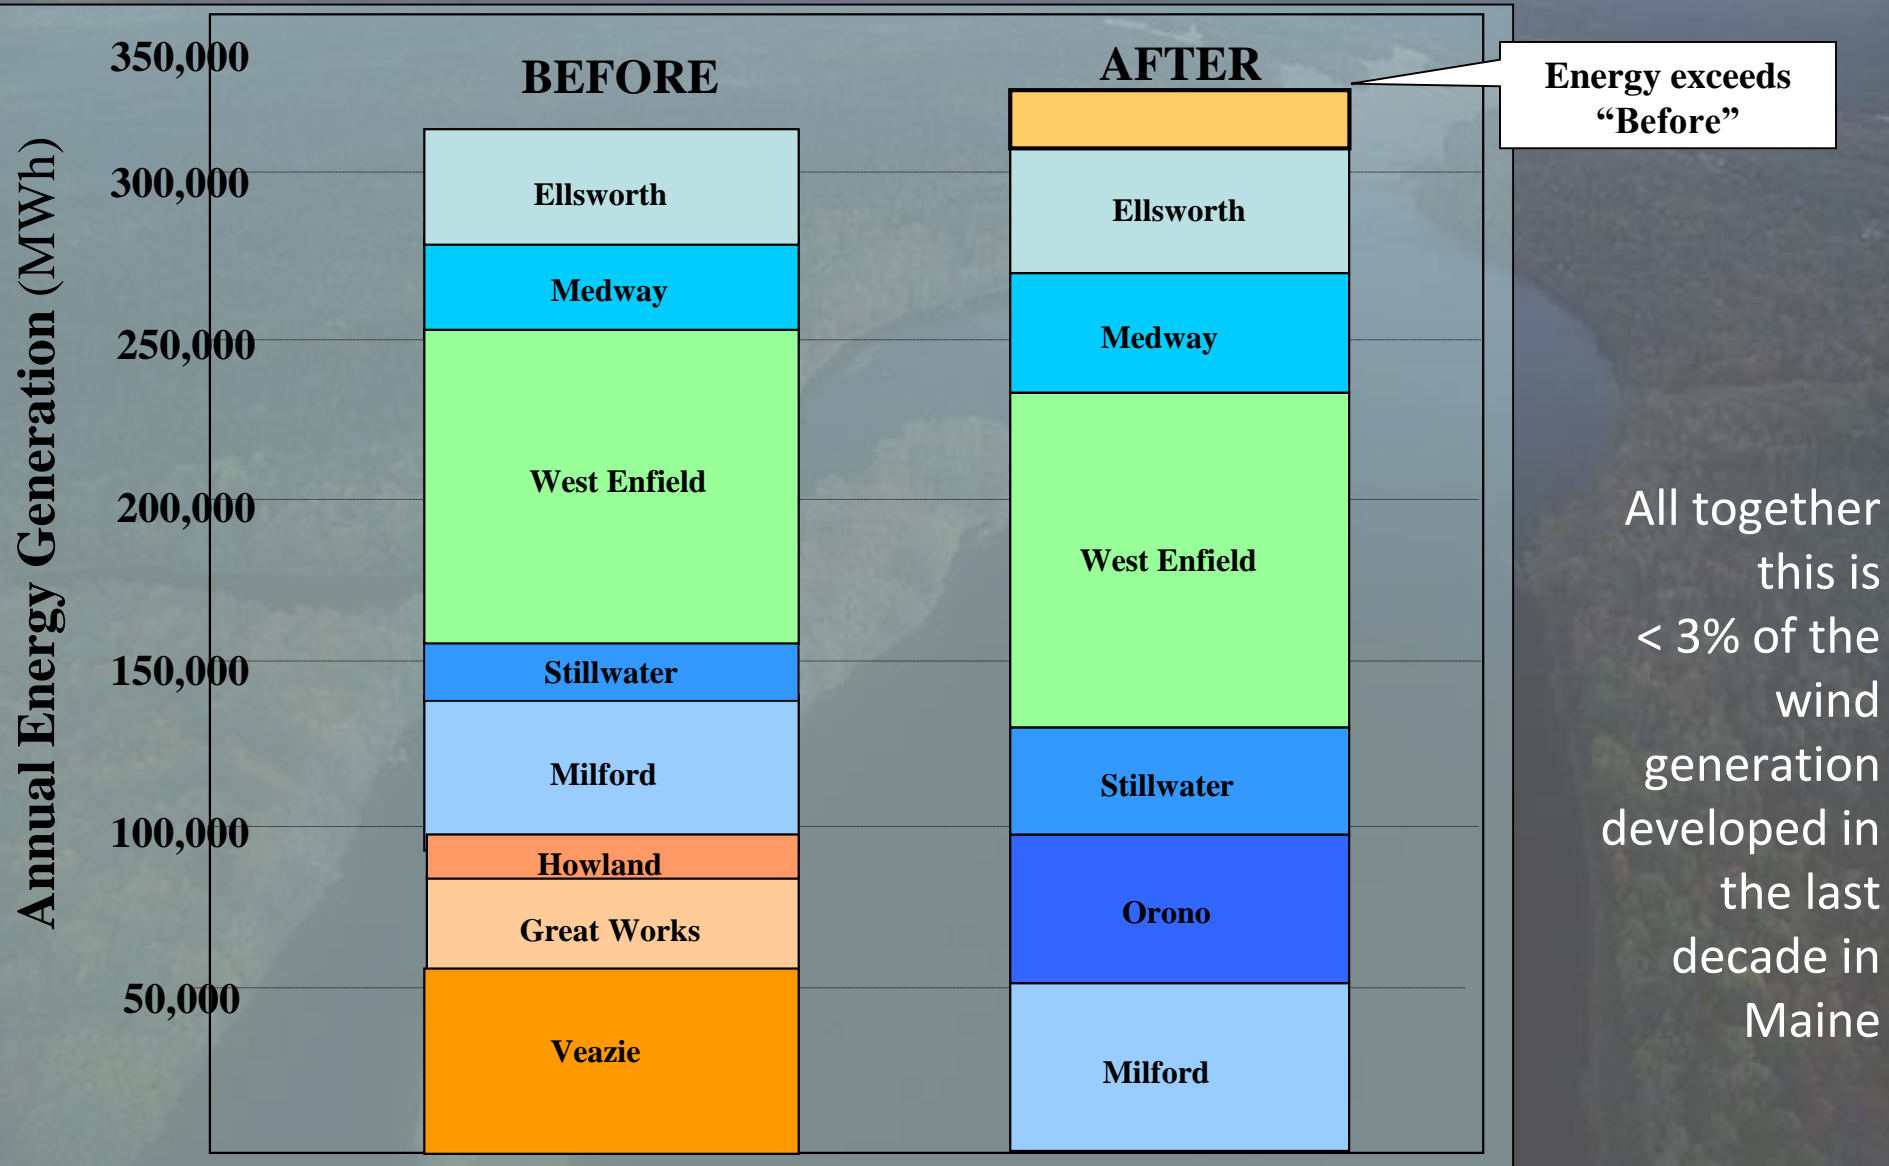 350,000
300,000
250,000
200,000
150,000
100,000
50,000
Annual Energy Generation (MWh)
BEFORE
Ellsworth
Medway
West Enfield
Stillwater
Milford
Howland
Great Works
Veazie
AFTER
Ellsworth
Medway
West Enfield
Stillwater
Orono
Milford
Energy exceeds
“Before”
All together
this is
< 3% of the
wind
generation
developed in
the last
decade in
Maine